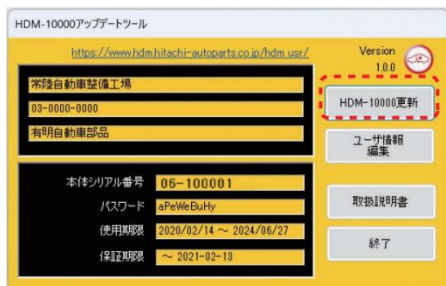 HDM-10000アップデートツール
https://www.hdm.hitachi-autoparts.co.jp/hdm_usr/
Version
1.0.0
常陸自動車整備工場
03-0000-0000
有明自動車部品
HDM-10000更新
ユーザ情報
編集
本体シリアル番号 06-100001
パスワード aPeWeBuHy
使用期限 2020/02/14 ～ 2024/06/27
保証期限 ～ 2021-02-13
取扱説明書
終了